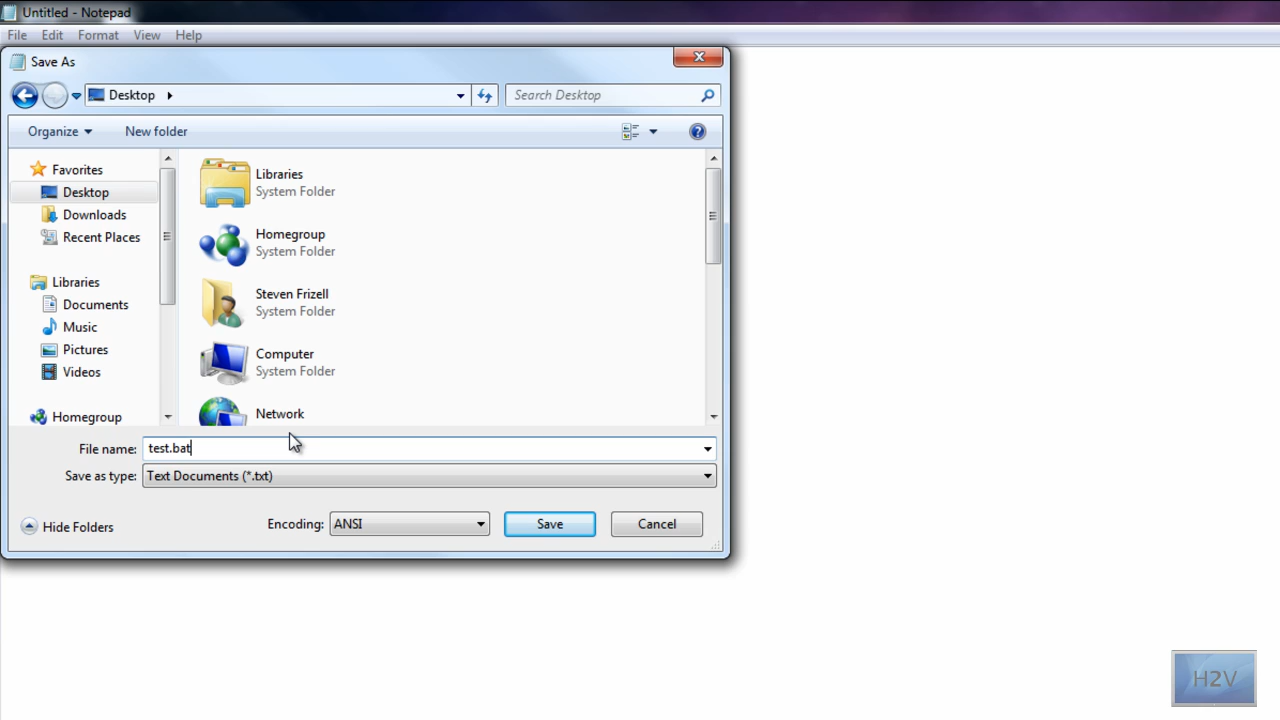 Untitled - Notepad
File Edit Format View Help
Save As
Desktop
Search Desktop
Organize New folder
Favorites
Desktop
Downloads
Recent Places
Libraries
Documents
Music
Pictures
Videos
Homegroup
Libraries
System Folder
Homegroup
System Folder
Steven Frizell
System Folder
Computer
System Folder
Network
File name: test.bat
Save as type: Text Documents (*.txt)
Hide Folders Encoding: ANSI Save Cancel
H2V